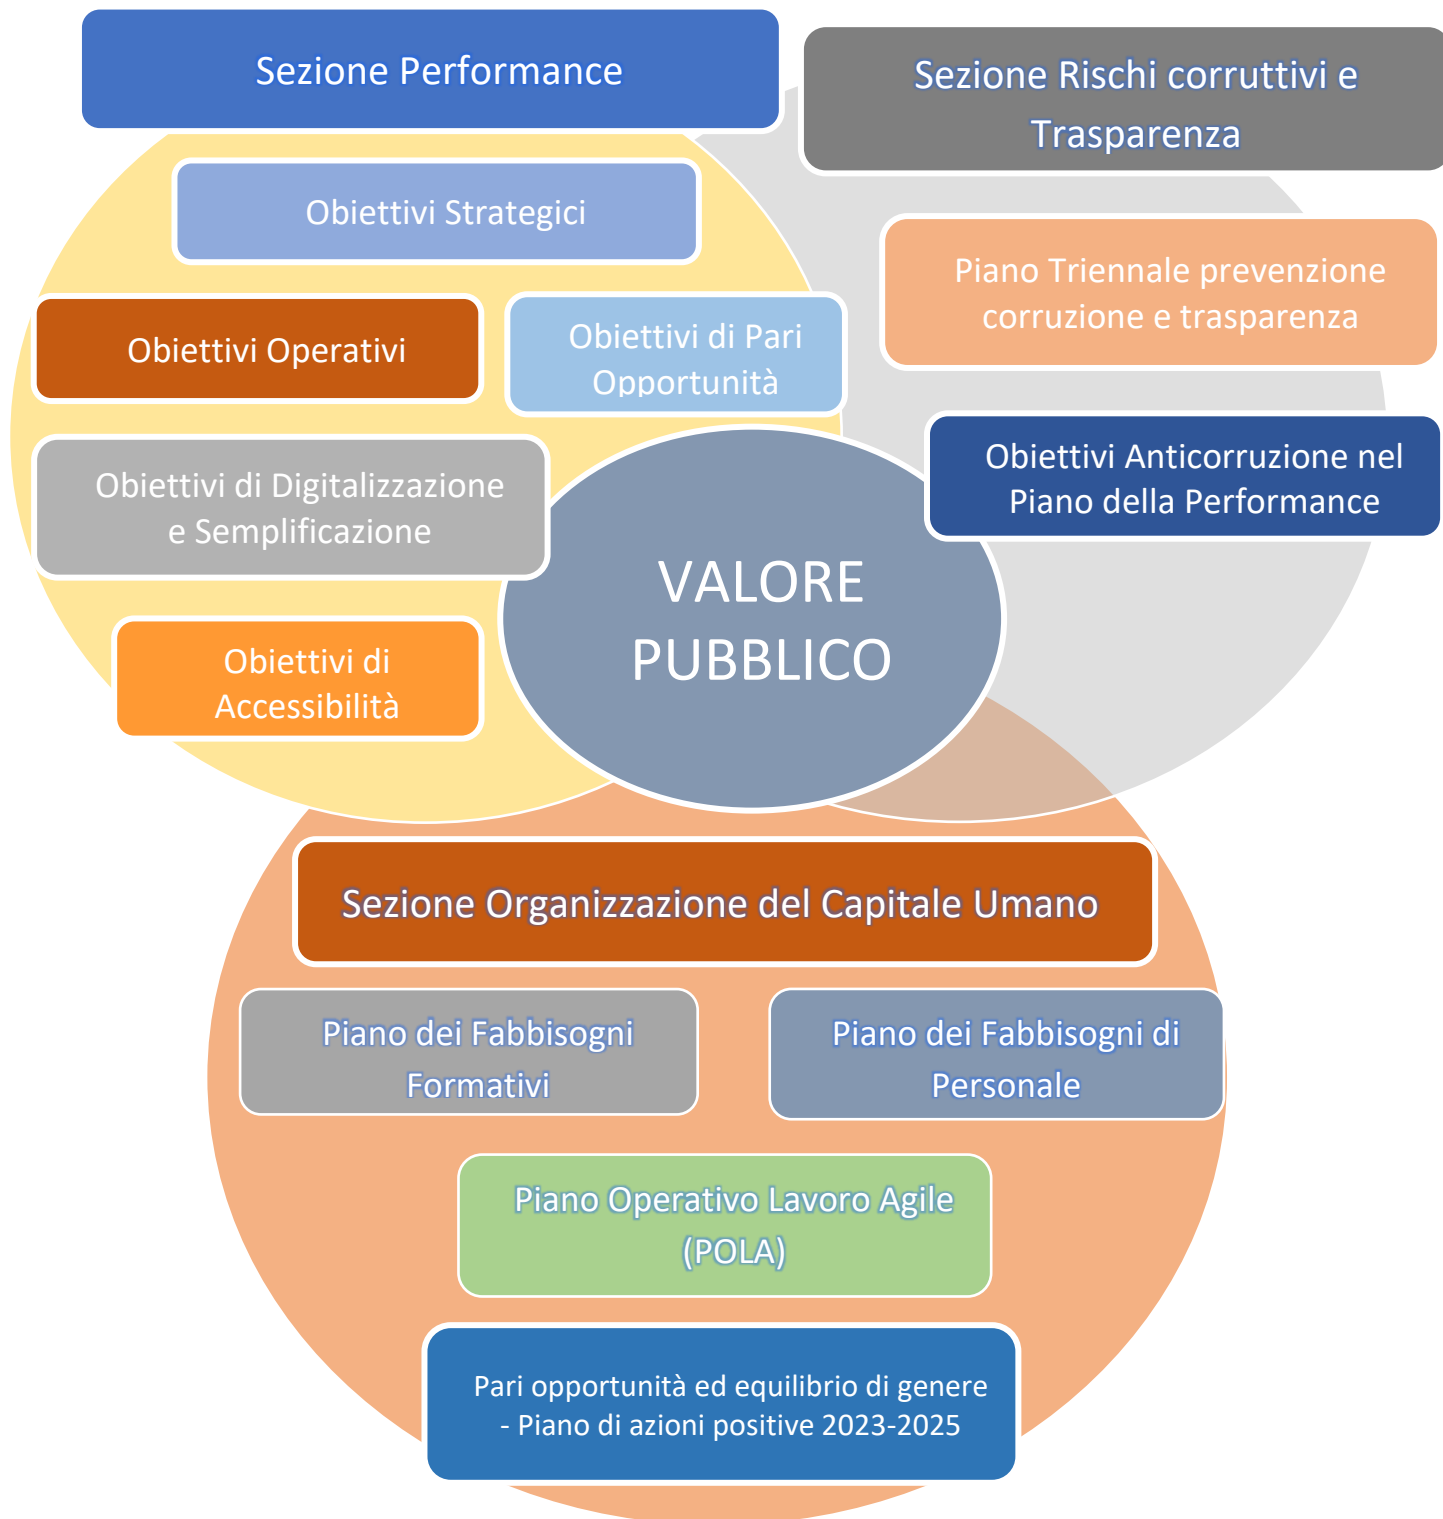 Sezione Performance
Sezione Rischi corruttivi e
Trasparenza
Obiettivi Strategici
Piano Triennale prevenzione
corruzione e trasparenza
Obiettivi Operativi
Obiettivi di Pari
Opportunità
Obiettivi Anticorruzione nel
Piano della Performance
Obiettivi di Digitalizzazione
e Semplificazione
VALORE
PUBBLICO
Obiettivi di
Accessibilità
Sezione Organizzazione del Capitale Umano
Piano dei Fabbisogni
Formativi
Piano dei Fabbisogni di
Personale
Piano Operativo Lavoro Agile
(POLA)
Pari opportunità ed equilibrio di genere
- Piano di azioni positive 2023-2025